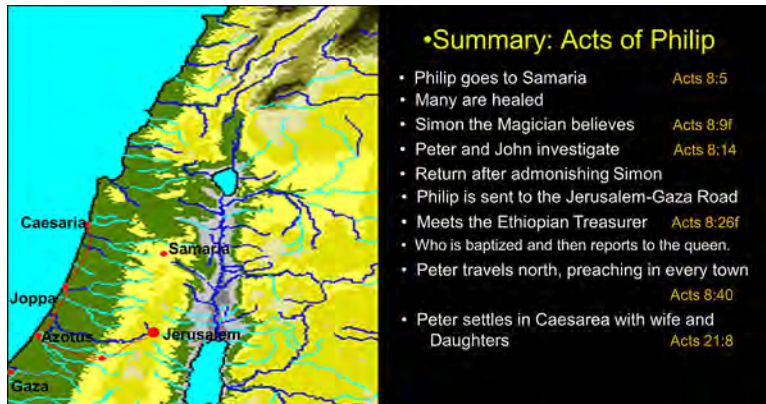 •Summary: Acts of Philip
• Philip goes to Samaria Acts 8:5
• Many are healed
• Simon the Magician believes Acts 8:9f
• Peter and John investigate Acts 8:14
• Return after admonishing Simon
• Philip is sent to the Jerusalem-Gaza Road
• Meets the Ethiopian Treasurer Acts 8:26f
• Who is baptized and then reports to the queen.
• Peter travels north, preaching in every town
Acts 8:40
• Peter settles in Caesarea with wife and
Daughters Acts 21:8
Caesaria
Samaria
Joppa
Azotus
Jerusalem
Gaza